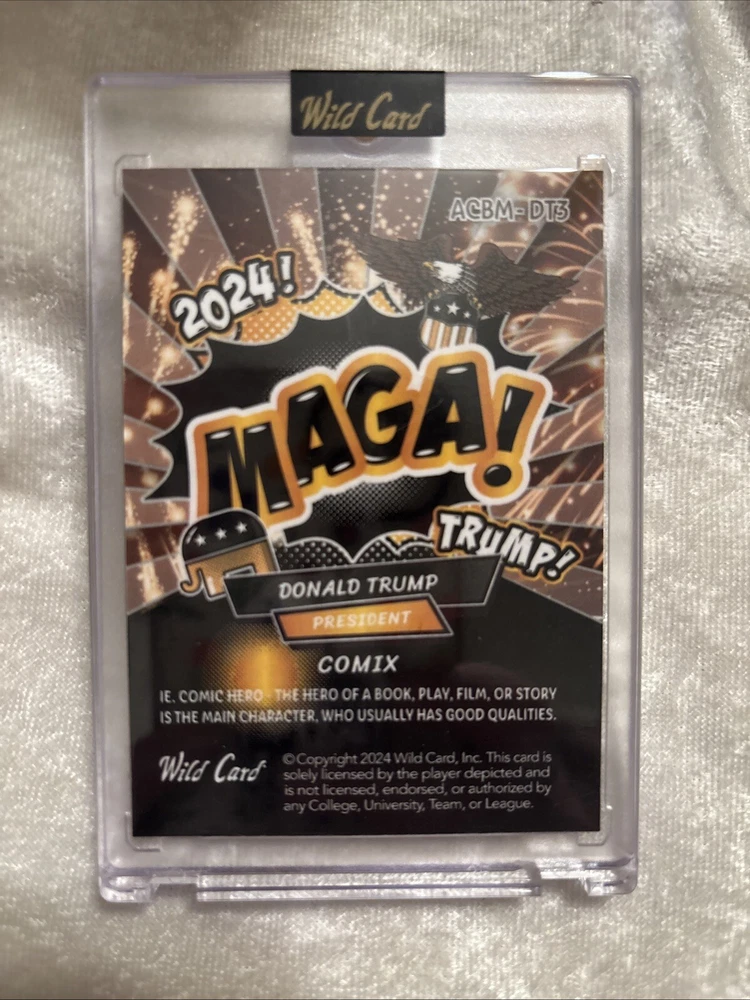 Wild Card
ACBM-DT3
2024!
MAGA!
TRUMP!
DONALD TRUMP
PRESIDENT
COMIX
IE. COMIC HERO - THE HERO OF A BOOK, PLAY, FILM, OR STORY
IS THE MAIN CHARACTER, WHO USUALLY HAS GOOD QUALITIES.
Wild Card
©Copyright 2024 Wild Card, Inc. This card is
solely licensed by the player depicted and
is not licensed, endorsed, or authorized by
any College, University, Team, or League.